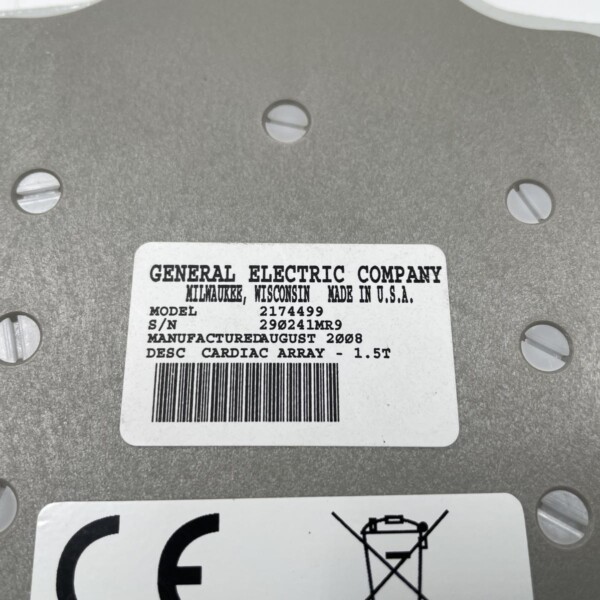 GENERAL ELECTRIC COMPANY
MILWAUKEE, WISCONSIN MADE IN U.S.A.
MODEL 2174499
S/N 290241MR9
MANUFACTUREDAUGUST 2008
DESC CARDIAC ARRAY - 1.5T
CE